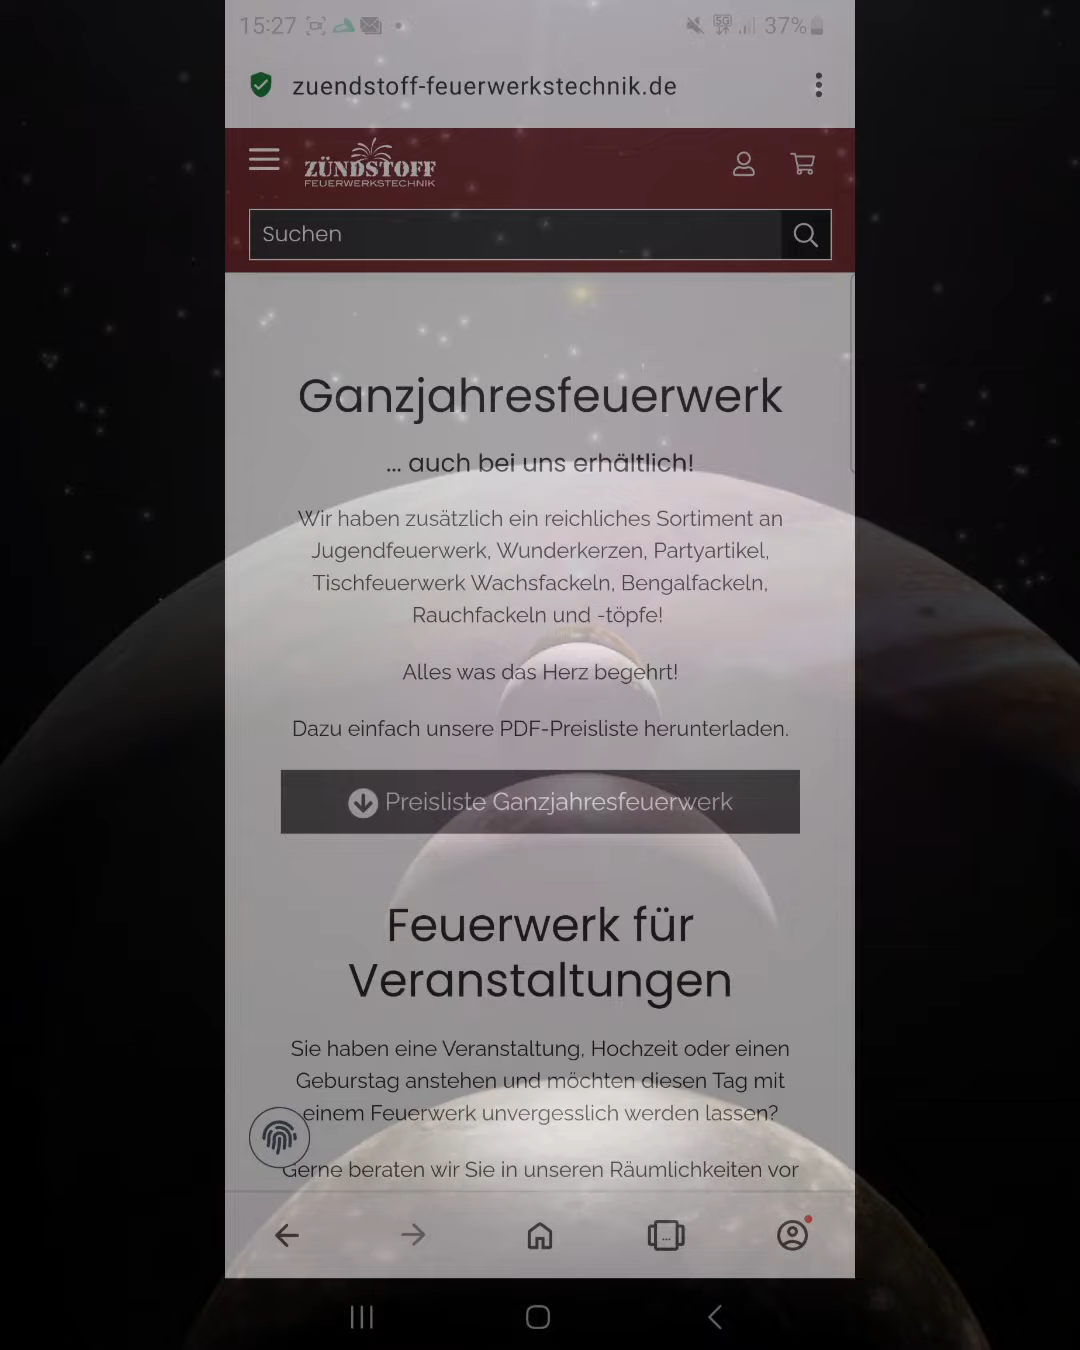 15:27
5G
37%
zuendstoff-feuerwerkstechnik.de
ZÜNDSTOFF
FEUERWERKSTECHNIK
Suchen
Ganzjahresfeuerwerk
... auch bei uns erhältlich!
Wir haben zusätzlich ein reichliches Sortiment an
Jugendfeuerwerk, Wunderkerzen, Partyartikel,
Tischfeuerwerk Wachsfackeln, Bengalfackeln,
Rauchfackeln und -töpfe!
Alles was das Herz begehrt!
Dazu einfach unsere PDF-Preisliste herunterladen.
Preisliste Ganzjahresfeuerwerk
Feuerwerk für
Veranstaltungen
Sie haben eine Veranstaltung, Hochzeit oder einen
Geburstag anstehen und möchten diesen Tag mit
einem Feuerwerk unvergesslich werden lassen?
Gerne beraten wir Sie in unseren Räumlichkeiten vor
...